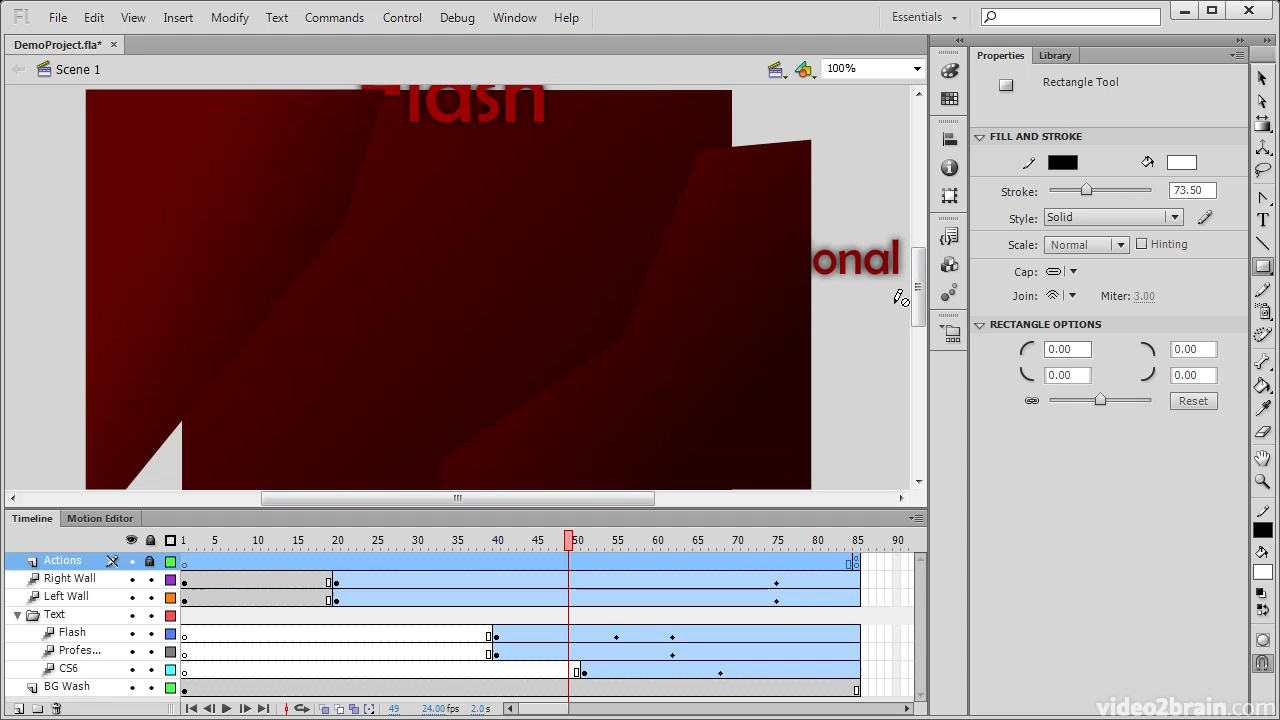 Fl File Edit View Insert Modify Text Commands Control Debug Window Help Essentials
DemoProject.fla* ×
Scene 1 100%
Properties Library
Rectangle Tool
FILL AND STROKE
Stroke: 73.50
Style: Solid
Scale: Normal Hinting
Cap:
Join: Miter: 3.00
RECTANGLE OPTIONS
0.00 0.00
0.00 0.00
Reset
Flash
onal
Timeline Motion Editor
1 5 10 15 20 25 30 35 40 45 50 55 60 65 70 75 80 85 90
Actions
Right Wall
Left Wall
Text
Flash
Profes...
CS6
BG Wash
49 24.00 fps 2.0 s
video2brain.com